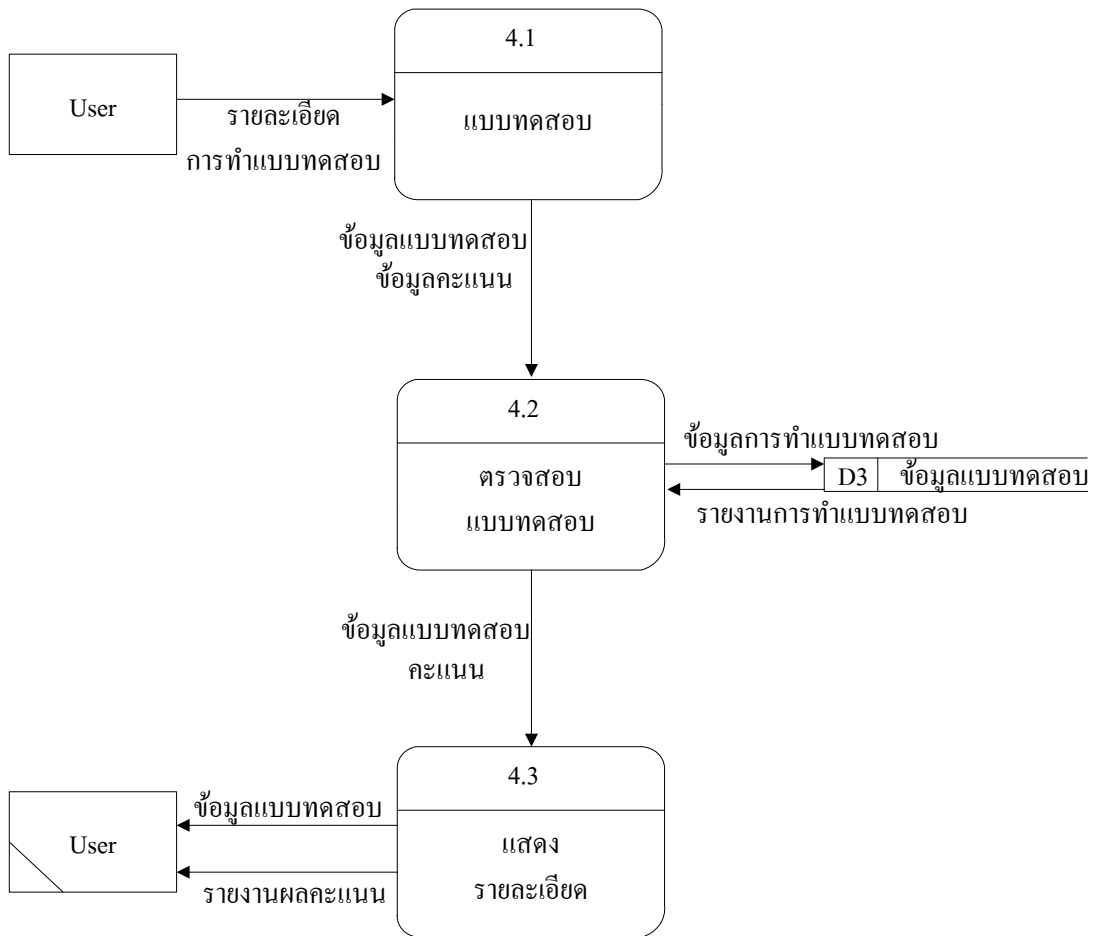 4.1
User
รายละเอียด
การทำแบบทดสอบ
แบบทดสอบ
ข้อมูลแบบทดสอบ
ข้อมูลคะแนน
4.2
ตรวจสอบ
แบบทดสอบ
ข้อมูลการทำแบบทดสอบ
D3 ข้อมูลแบบทดสอบ
รายงานการทำแบบทดสอบ
ข้อมูลแบบทดสอบ
คะแนน
4.3
แสดง
รายละเอียด
ข้อมูลแบบทดสอบ
User
รายงานผลคะแนน